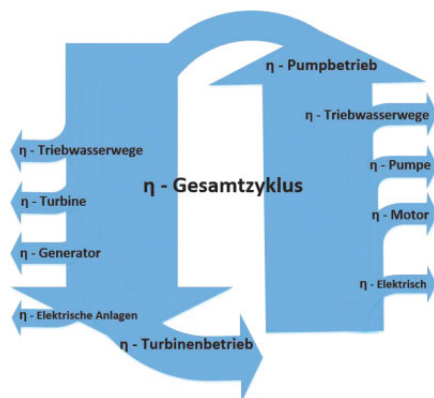 η - Pumpbetrieb
η - Triebwasserwege
η - Triebwasserwege
η - Pumpe
η - Gesamtzyklus
η - Turbine
η - Motor
η - Generator
η - Elektrisch
η - Elektrische Anlagen
η - Turbinenbetrieb